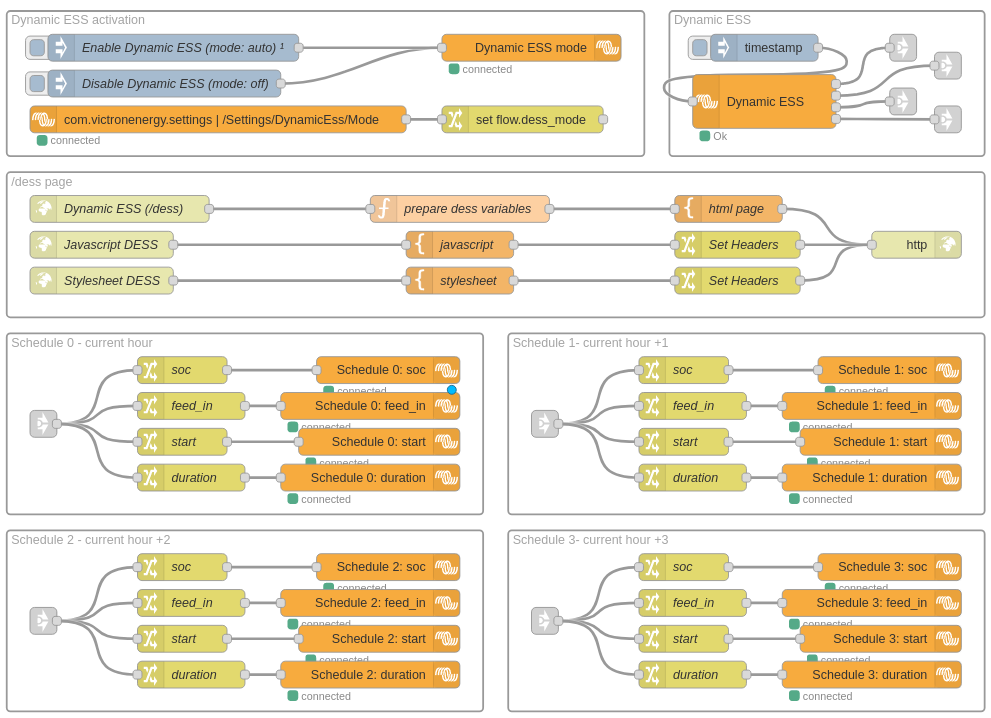 Dynamic ESS activation
Enable Dynamic ESS (mode: auto) ¹
Dynamic ESS mode
connected
Disable Dynamic ESS (mode: off)
com.victronenergy.settings | /Settings/DynamicEss/Mode
set flow.dess_mode
connected
Dynamic ESS
timestamp
Dynamic ESS
Ok
/dess page
Dynamic ESS (/dess)
prepare dess variables
html page
Javascript DESS
javascript
Set Headers
http
Stylesheet DESS
stylesheet
Set Headers
Schedule 0 - current hour
soc
Schedule 0: soc
connected
feed_in
Schedule 0: feed_in
connected
start
Schedule 0: start
connected
duration
Schedule 0: duration
connected
Schedule 1- current hour +1
soc
Schedule 1: soc
connected
feed_in
Schedule 1: feed_in
connected
start
Schedule 1: start
connected
duration
Schedule 1: duration
connected
Schedule 2 - current hour +2
soc
Schedule 2: soc
connected
feed_in
Schedule 2: feed_in
connected
start
Schedule 2: start
connected
duration
Schedule 2: duration
connected
Schedule 3- current hour +3
soc
Schedule 3: soc
connected
feed_in
Schedule 3: feed_in
connected
start
Schedule 3: start
connected
duration
Schedule 3: duration
connected